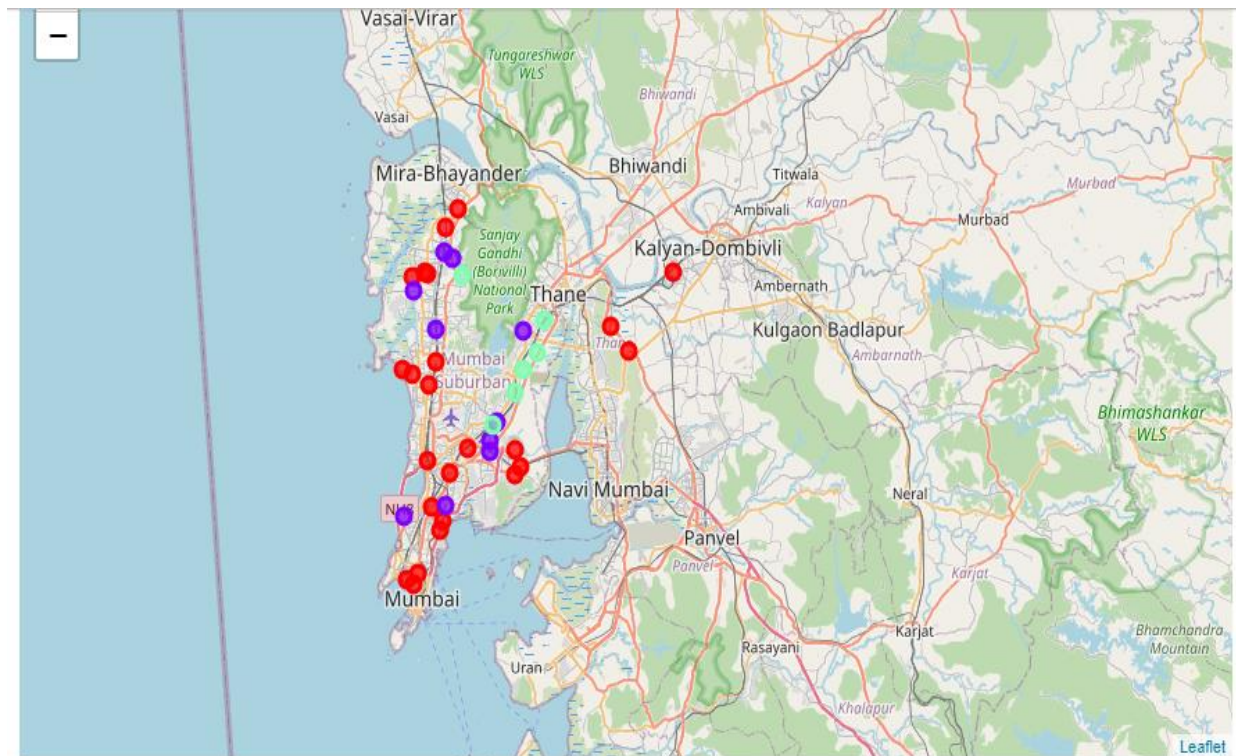 Vasai-Virar
−
Tungareshwar
WLS
Bhiwandi
Vasai
Bhiwandi
Titwala
Mira-Bhayander
Murbad
Kalyan
Ambivali
Murbad
Sanjay
Gandhi
(Borivili)
National
Park
Kalyan-Dombivli
Thane
Ambernath
Kulgaon Badlapur
Ambarnath
Mumbai
Suburban
Bhimashankar
WLS
Navi Mumbai
Neral
Panvel
Panvel
Karjat
Mumbai
Karjat
Bhamchandra
Mountain
Rasayani
Uran
Khalapur
Leaflet